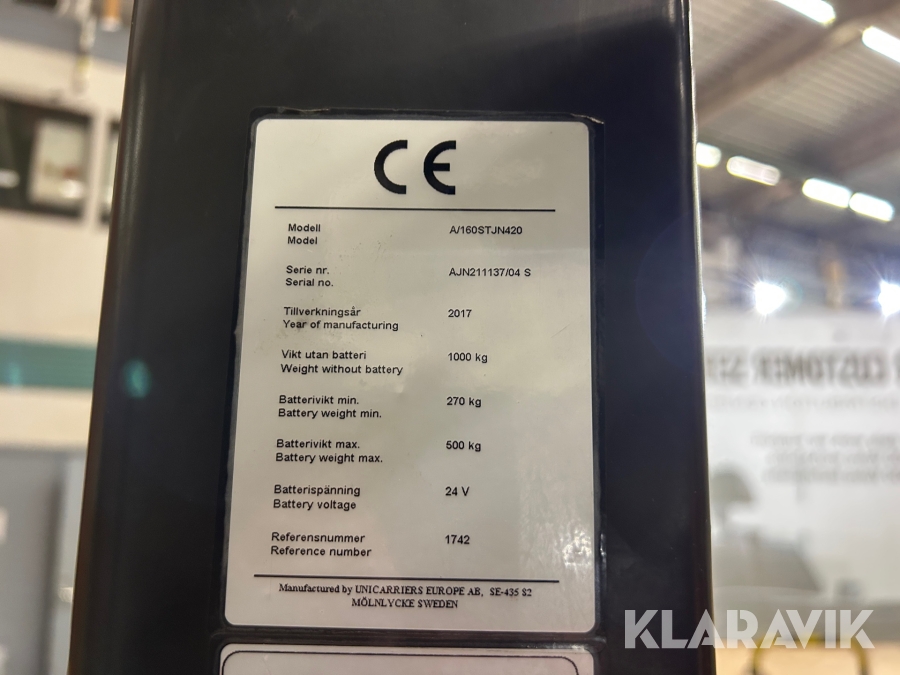 CE
Modell A/160STJN420
Model
Serie nr. AJN211137/04 S
Serial no.
Tillverkningsår 2017
Year of manufacturing
Vikt utan batteri 1000 kg
Weight without battery
Batterivikt min. 270 kg
Battery weight min.
Batterivikt max. 500 kg
Battery weight max.
Batterispänning 24 V
Battery voltage
Referensnummer 1742
Reference number
Manufactured by UNICARRIERS EUROPE AB, SE-435 S2
MÖLNLYCKE SWEDEN
KLARAVIK